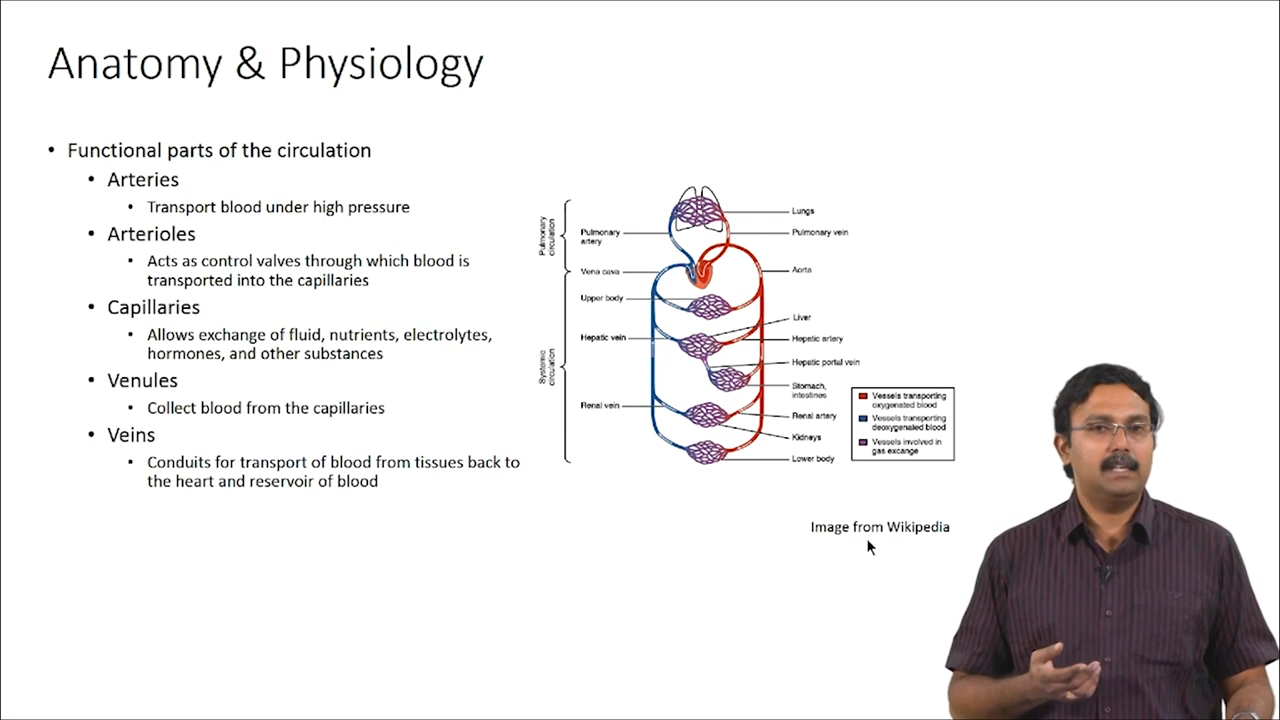 Anatomy & Physiology
• Functional parts of the circulation
• Arteries
• Transport blood under high pressure
• Arterioles
• Acts as control valves through which blood is
transported into the capillaries
• Capillaries
• Allows exchange of fluid, nutrients, electrolytes,
hormones, and other substances
• Venules
• Collect blood from the capillaries
• Veins
• Conduits for transport of blood from tissues back to
the heart and reservoir of blood
Pulmonary
circulation
Systemic
circulation
Pulmonary
artery
Vena cava
Upper body
Hepatic vein
Renal vein
Lungs
Pulmonary vein
Aorta
Liver
Hepatic artery
Hepatic portal vein
Stomach,
intestines
Renal artery
Kidneys
Lower body
Vessels transporting
oxygenated blood
Vessels transporting
deoxygenated blood
Vessels involved in
gas excange
Image from Wikipedia